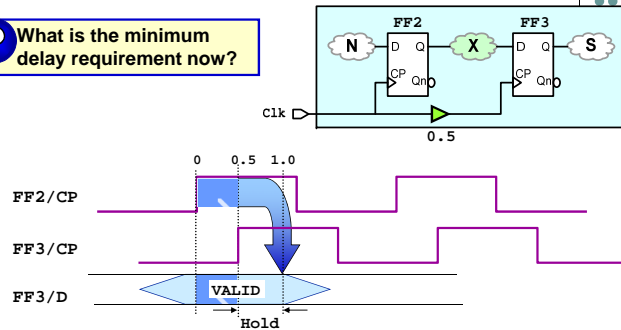 What is the minimum
delay requirement now?
FF2 FF3
N D Q X D Q S
CP Qn CP Qn
Clk
0.5
0 0.5 1.0
FF2/CP
FF3/CP
FF3/D VALID
Hold